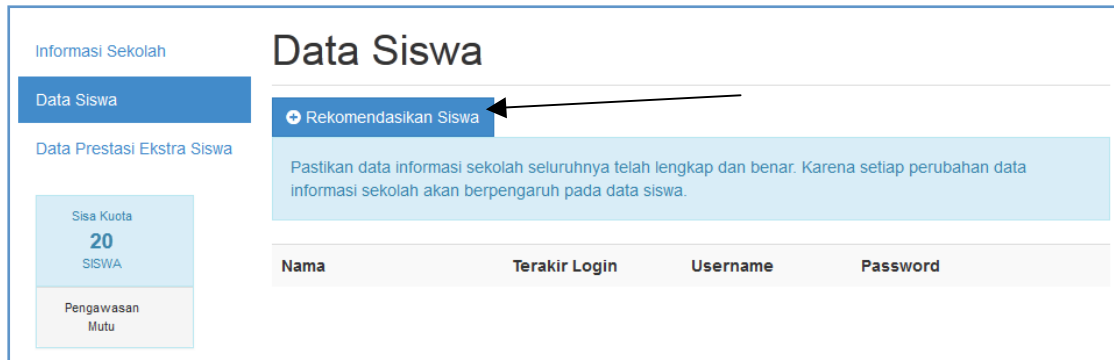 Informasi Sekolah
Data Siswa
Data Prestasi Ekstra Siswa
Sisa Kuota
20
SISWA
Pengawasan
Mutu
Data Siswa
Rekomendasikan Siswa
Pastikan data informasi sekolah seluruhnya telah lengkap dan benar. Karena setiap perubahan data
informasi sekolah akan berpengaruh pada data siswa.
Nama Terakir Login Username Password